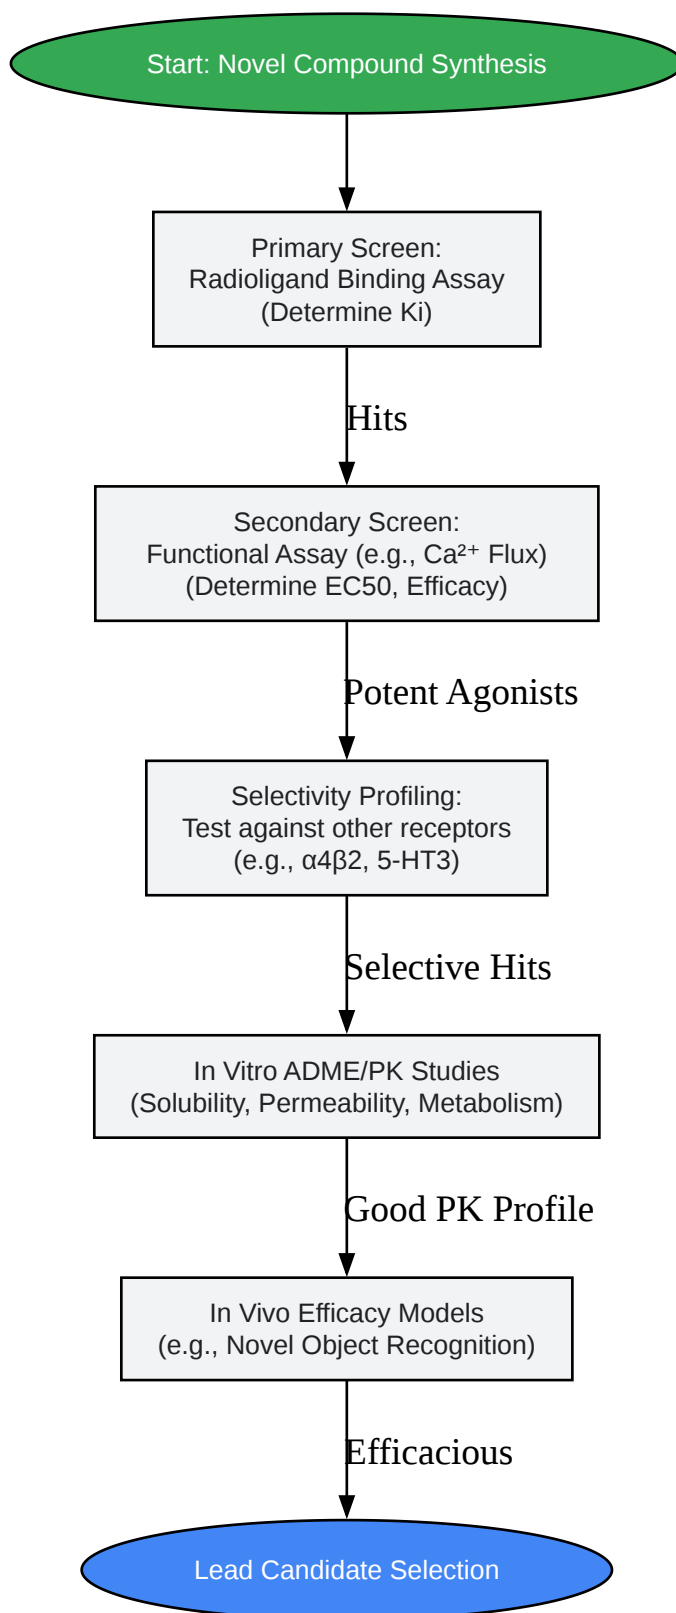 Start: Novel Compound Synthesis
Primary Screen:
Radioligand Binding Assay
(Determine Ki)
Hits
Secondary Screen:
Functional Assay (e.g., Ca²⁺ Flux)
(Determine EC50, Efficacy)
Potent Agonists
Selectivity Profiling:
Test against other receptors
(e.g., α4β2, 5-HT3)
Selective Hits
In Vitro ADME/PK Studies
(Solubility, Permeability, Metabolism)
Good PK Profile
In Vivo Efficacy Models
(e.g., Novel Object Recognition)
Efficacious
Lead Candidate Selection